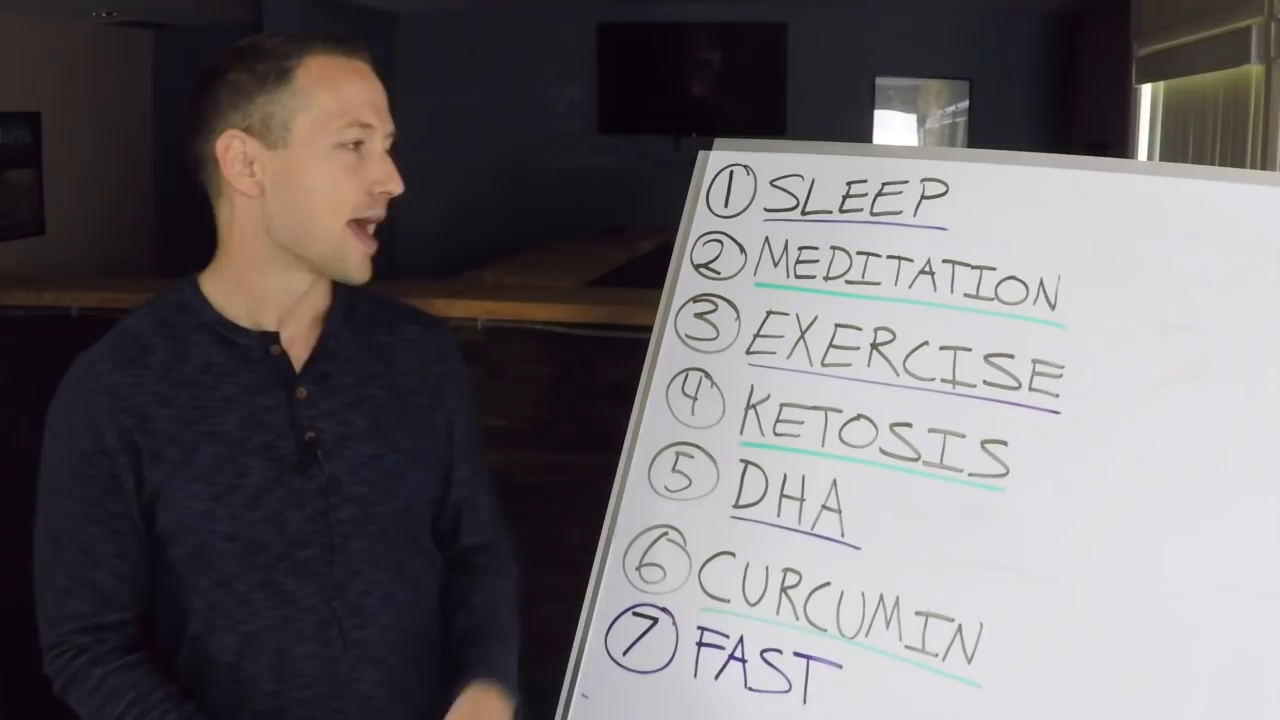 ① SLEEP
② MEDITATION
③ EXERCISE
④ KETOSIS
⑤ DHA
⑥ CURCUMIN
⑦ FAST